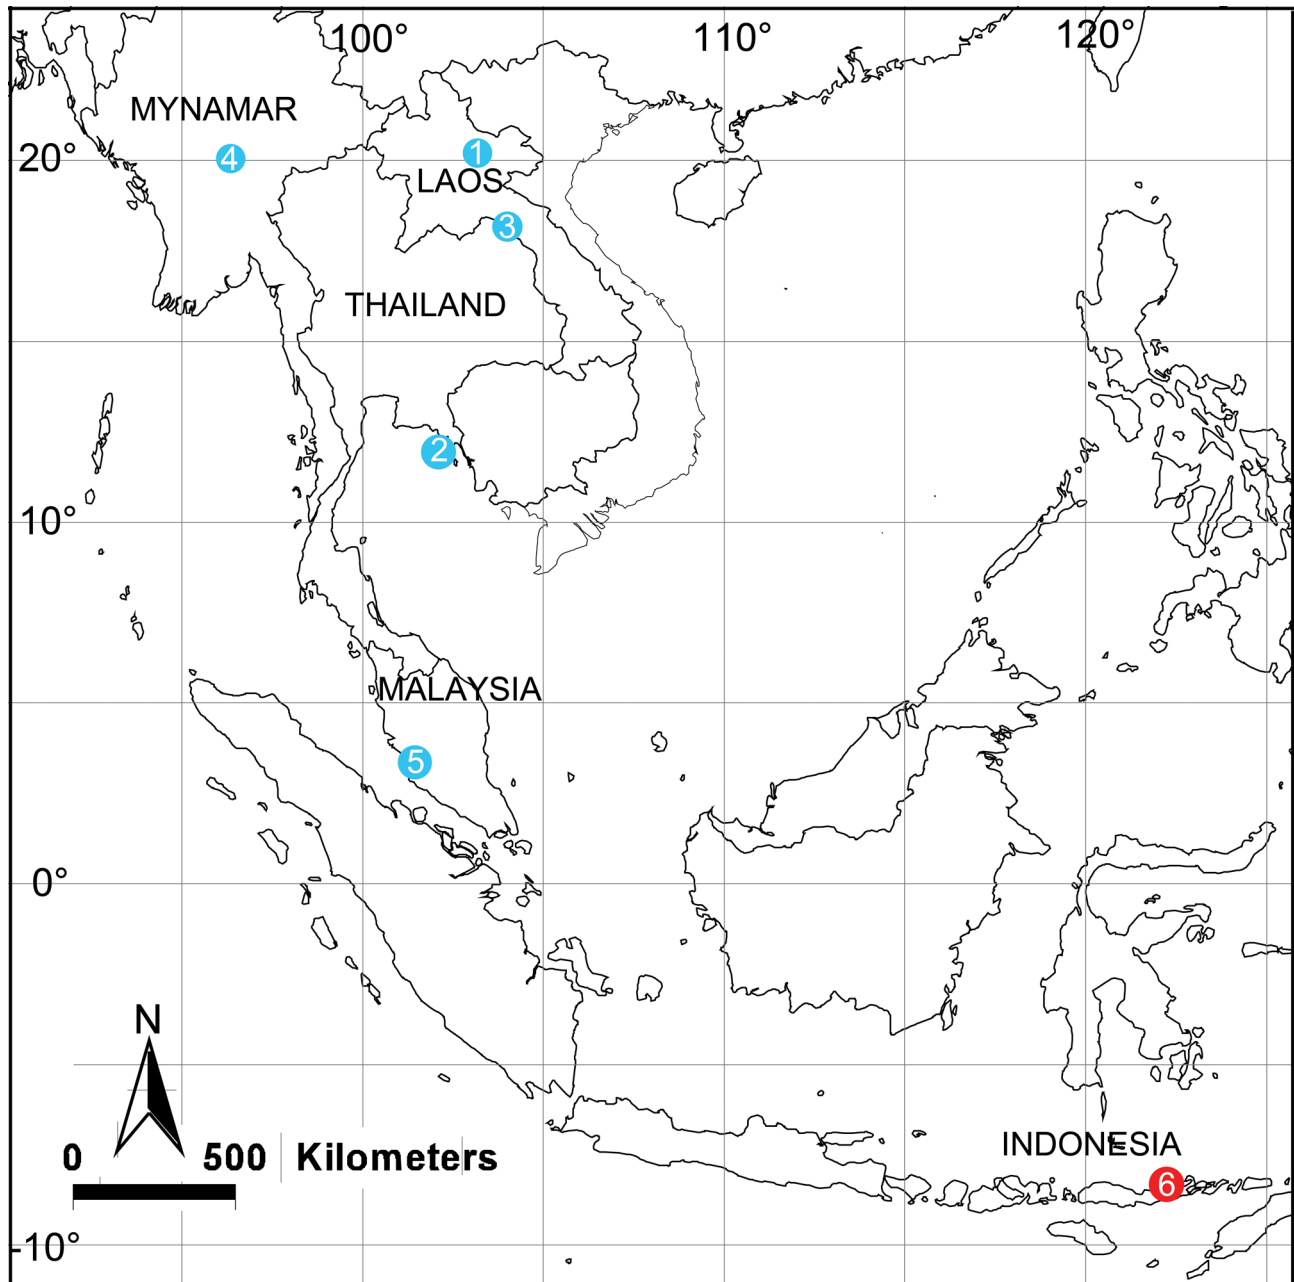 100° 110° 120°
MYNAMAR
20° 4 1
LAOS
3
THAILAND
2
10°
MALAYSIA
5
0°
N
INDONESIA
0 500 Kilometers
6
-10°